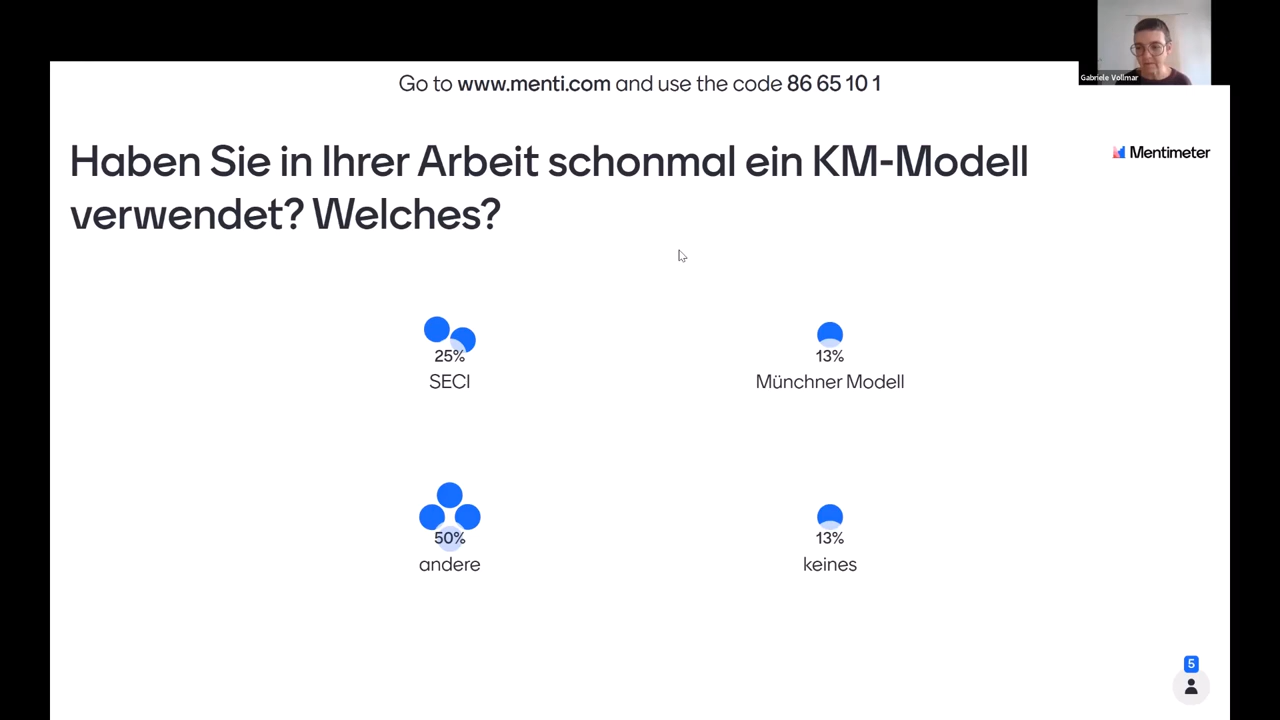 Go to www.menti.com and use the code 86 65 10 1
Gabriele Vollmar
Haben Sie in Ihrer Arbeit schonmal ein KM-Modell
verwendet? Welches?
Mentimeter
25%
SECI
13%
Münchner Modell
50%
andere
13%
keines
5